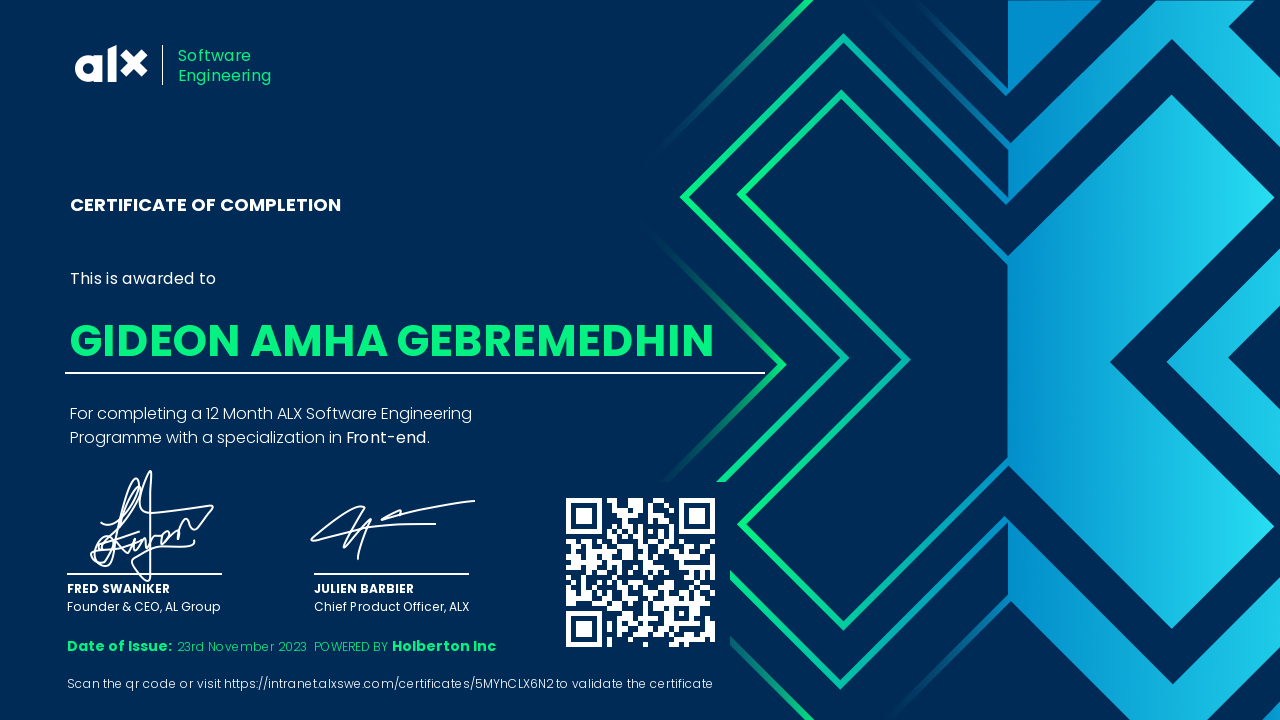 alx
Software
Engineering
CERTIFICATE OF COMPLETION
This is awarded to
GIDEON AMHA GEBREMEDHIN
For completing a 12 Month ALX Software Engineering
Programme with a specialization in Front-end.
FRED SWANIKER
Founder & CEO, AL Group
JULIEN BARBIER
Chief Product Officer, ALX
Date of Issue: 23rd November 2023 POWERED BY Holberton Inc
Scan the qr code or visit https://intranet.alxswe.com/certificates/5MYhCLX6N2 to validate the certificate